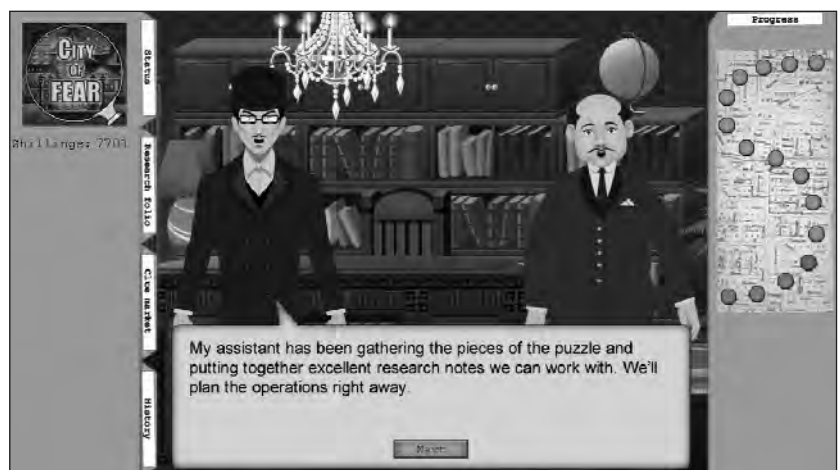 CITY
OF
FEAR
Shillings: 7701
Status
Research folio
Clue market
History
Progress
My assistant has been gathering the pieces of the puzzle and
putting together excellent research notes we can work with. We'll
plan the operations right away.
Next